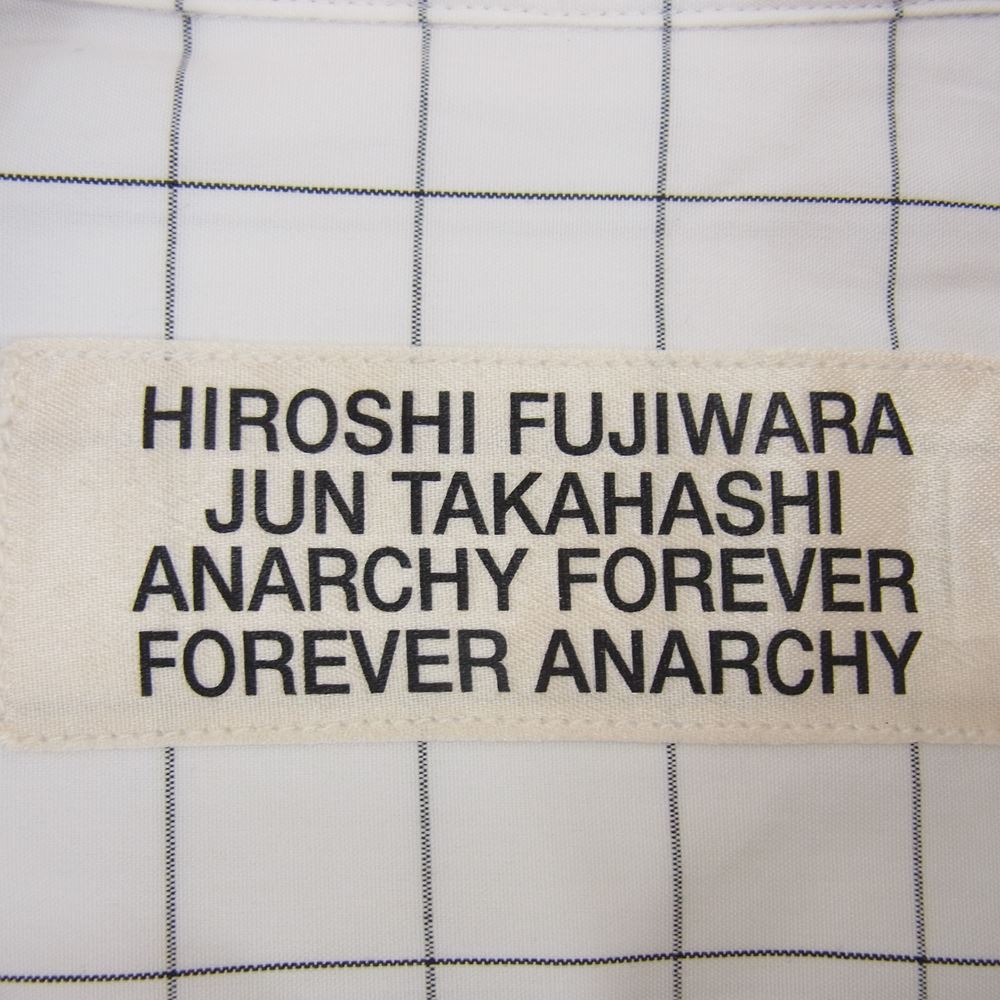 HIROSHI FUJIWARA
JUN TAKAHASHI
ANARCHY FOREVER
FOREVER ANARCHY